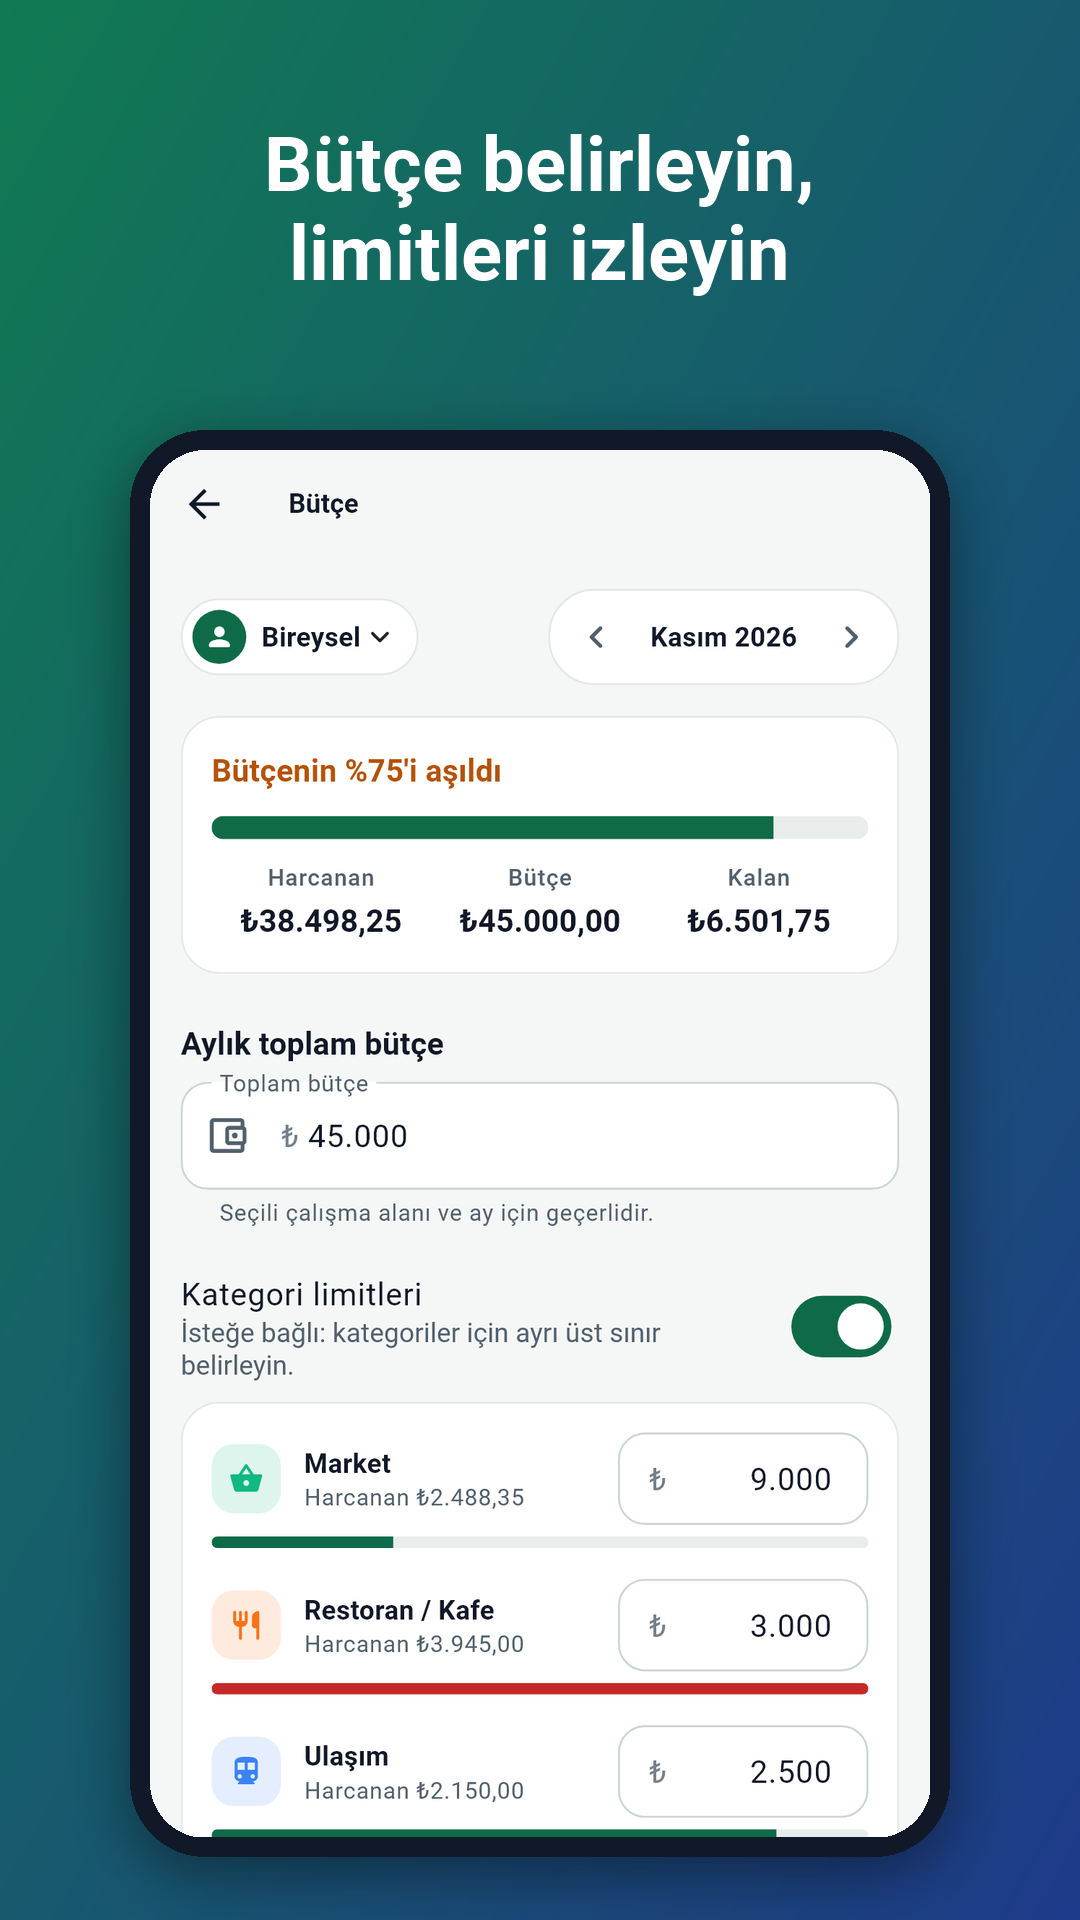 Bütçe belirleyin,
limitleri izleyin
Bütçe
Bireysel
Kasım 2026
Bütçenin %75'i aşıldı
Harcanan Bütçe Kalan
₺38.498,25 ₺45.000,00 ₺6.501,75
Aylık toplam bütçe
Toplam bütçe
₺ 45.000
Seçili çalışma alanı ve ay için geçerlidir.
Kategori limitleri
İsteğe bağlı: kategoriler için ayrı üst sınır
belirleyin.
Market
Harcanan ₺2.488,35
₺ 9.000
Restoran / Kafe
Harcanan ₺3.945,00
₺ 3.000
Ulaşım
Harcanan ₺2.150,00
₺ 2.500